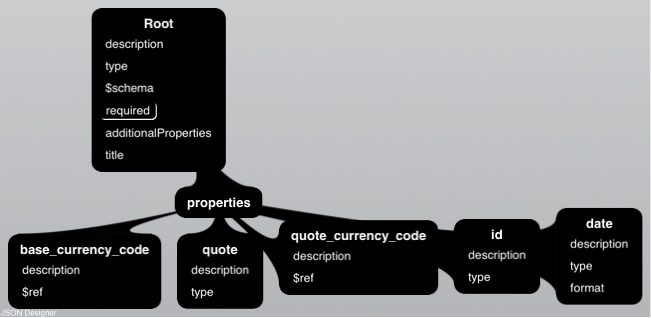 Root
description
type
$schema
required
additionalProperties
title
properties
base_currency_code
description
$ref
quote
description
type
quote_currency_code
description
$ref
id
description
type
date
description
type
format
JSON Designer